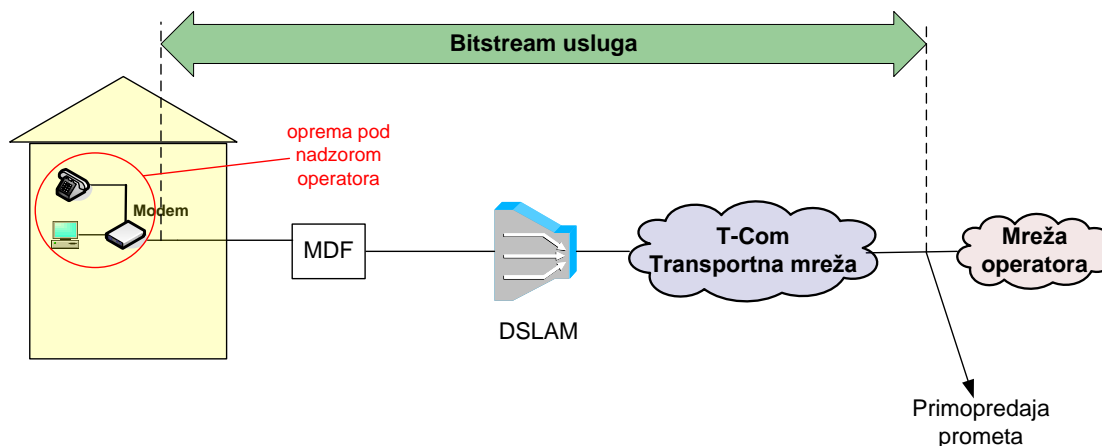 Bitstream usluga
oprema pod
nadzorom
operatora
Modem
MDF
DSLAM
T-Com
Transportna mreža
Mreža
operatora
Primopredaja
prometa